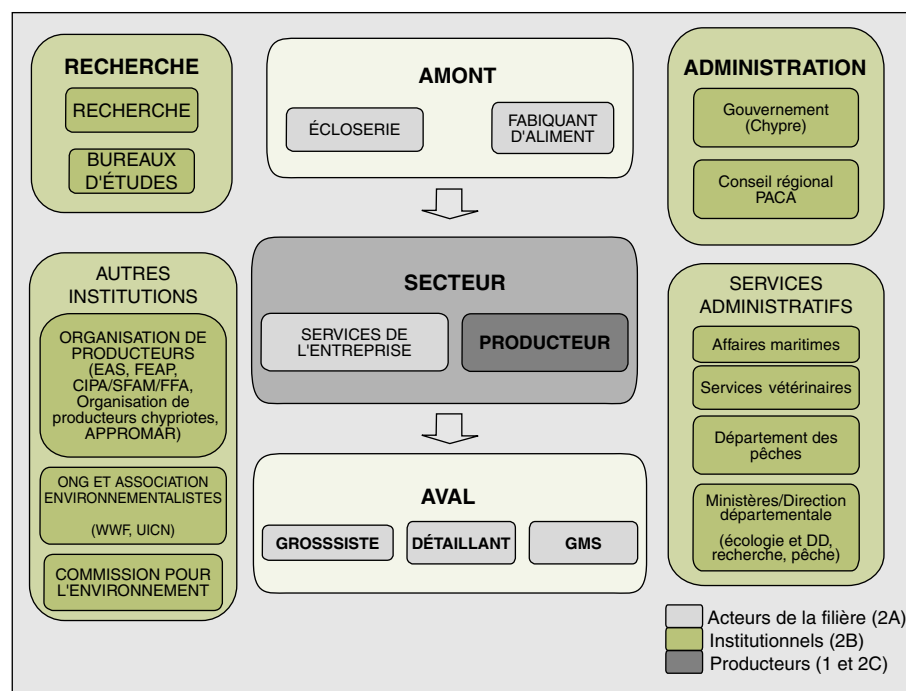 RECHERCHE
RECHERCHE
BUREAUX
D'ÉTUDES
AMONT
ÉCLOSERIE
FABIQUANT
D'ALIMENT
ADMINISTRATION
Gouvernement
(Chypre)
Conseil régional
PACA
AUTRES
INSTITUTIONS
ORGANISATION DE
PRODUCTEURS
(EAS, FEAP,
CIPA/SFAM/FFA,
Organisation de
producteurs chypriotes,
APPROMAR)
ONG ET ASSOCIATION
ENVIRONNEMENTALISTES
(WWF, UICN)
COMMISSION POUR
L'ENVIRONNEMENT
SECTEUR
SERVICES DE
L'ENTREPRISE
PRODUCTEUR
AVAL
GROSSSISTE
DÉTAILLANT
GMS
SERVICES
ADMINISTRATIFS
Affaires maritimes
Services vétérinaires
Département des
pêches
Ministères/Direction
départementale
(écologie et DD,
recherche, pêche)
Acteurs de la filière (2A)
Institutionnels (2B)
Producteurs (1 et 2C)